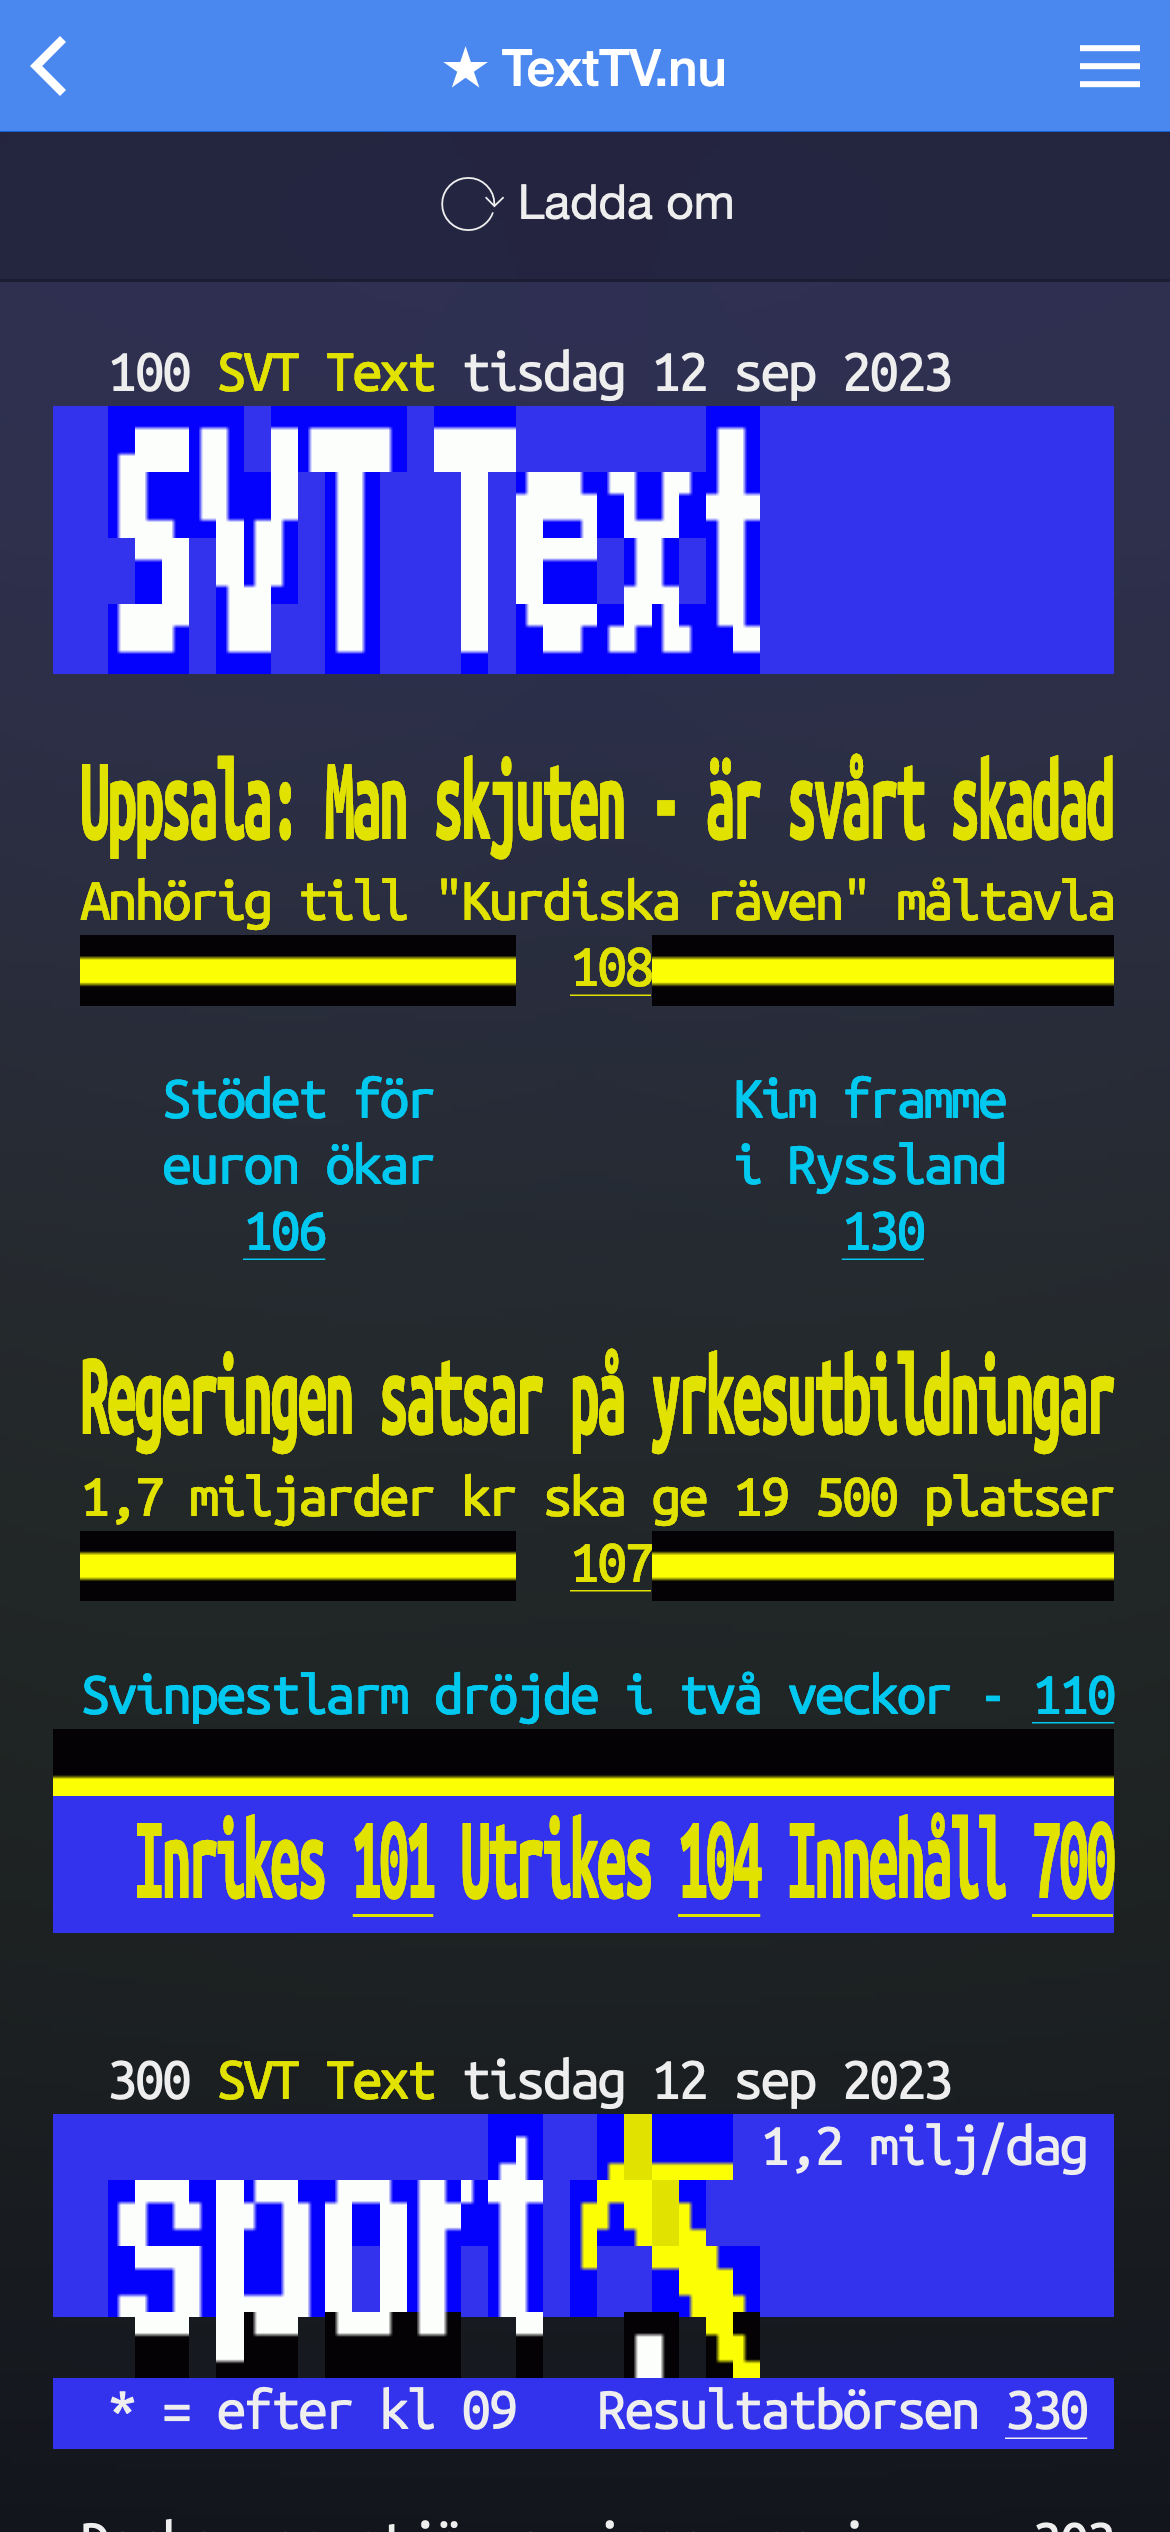 ★ TextTV.nu
Ladda om
100 SVT Text tisdag 12 sep 2023
SVT Text
Uppsala: Man skjuten - är svårt skadad
Anhörig till "Kurdiska räven" måltavla
108
Stödet för
euron ökar
106
Kim framme
i Ryssland
130
Regeringen satsar på yrkesutbildningar
1,7 miljarder kr ska ge 19 500 platser
107
Svinpestlarm dröjde i två veckor - 110
Inrikes 101 Utrikes 104 Innehåll 700
300 SVT Text tisdag 12 sep 2023
1,2 milj/dag
sport
* = efter kl 09 Resultatbörsen 330